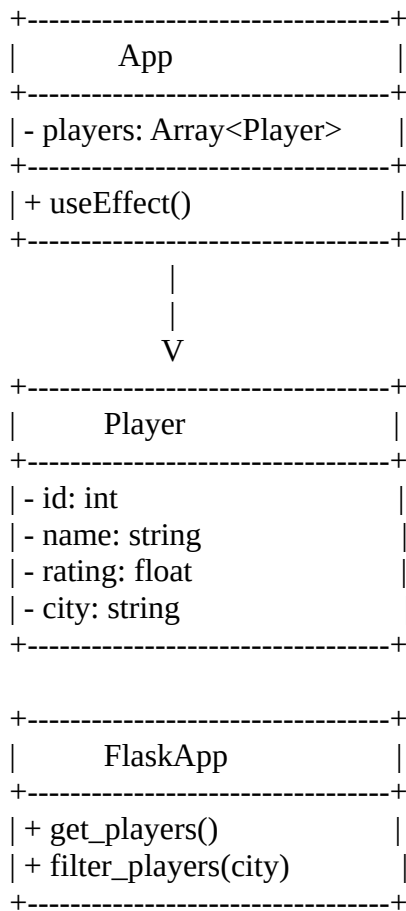 +----------------------------------+
| App |
+----------------------------------+
| - players: Array<Player> |
+----------------------------------+
| + useEffect() |
+----------------------------------+
|
|
V
+----------------------------------+
| Player |
+----------------------------------+
| - id: int |
| - name: string |
| - rating: float |
| - city: string |
+----------------------------------+
+----------------------------------+
| FlaskApp |
+----------------------------------+
| + get_players() |
| + filter_players(city) |
+----------------------------------+